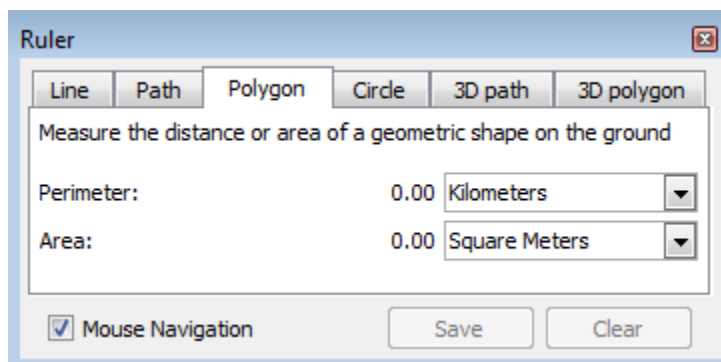 Ruler
Line Path Polygon Circle 3D path 3D polygon
Measure the distance or area of a geometric shape on the ground
Perimeter: 0.00 Kilometers
Area: 0.00 Square Meters
Mouse Navigation Save Clear